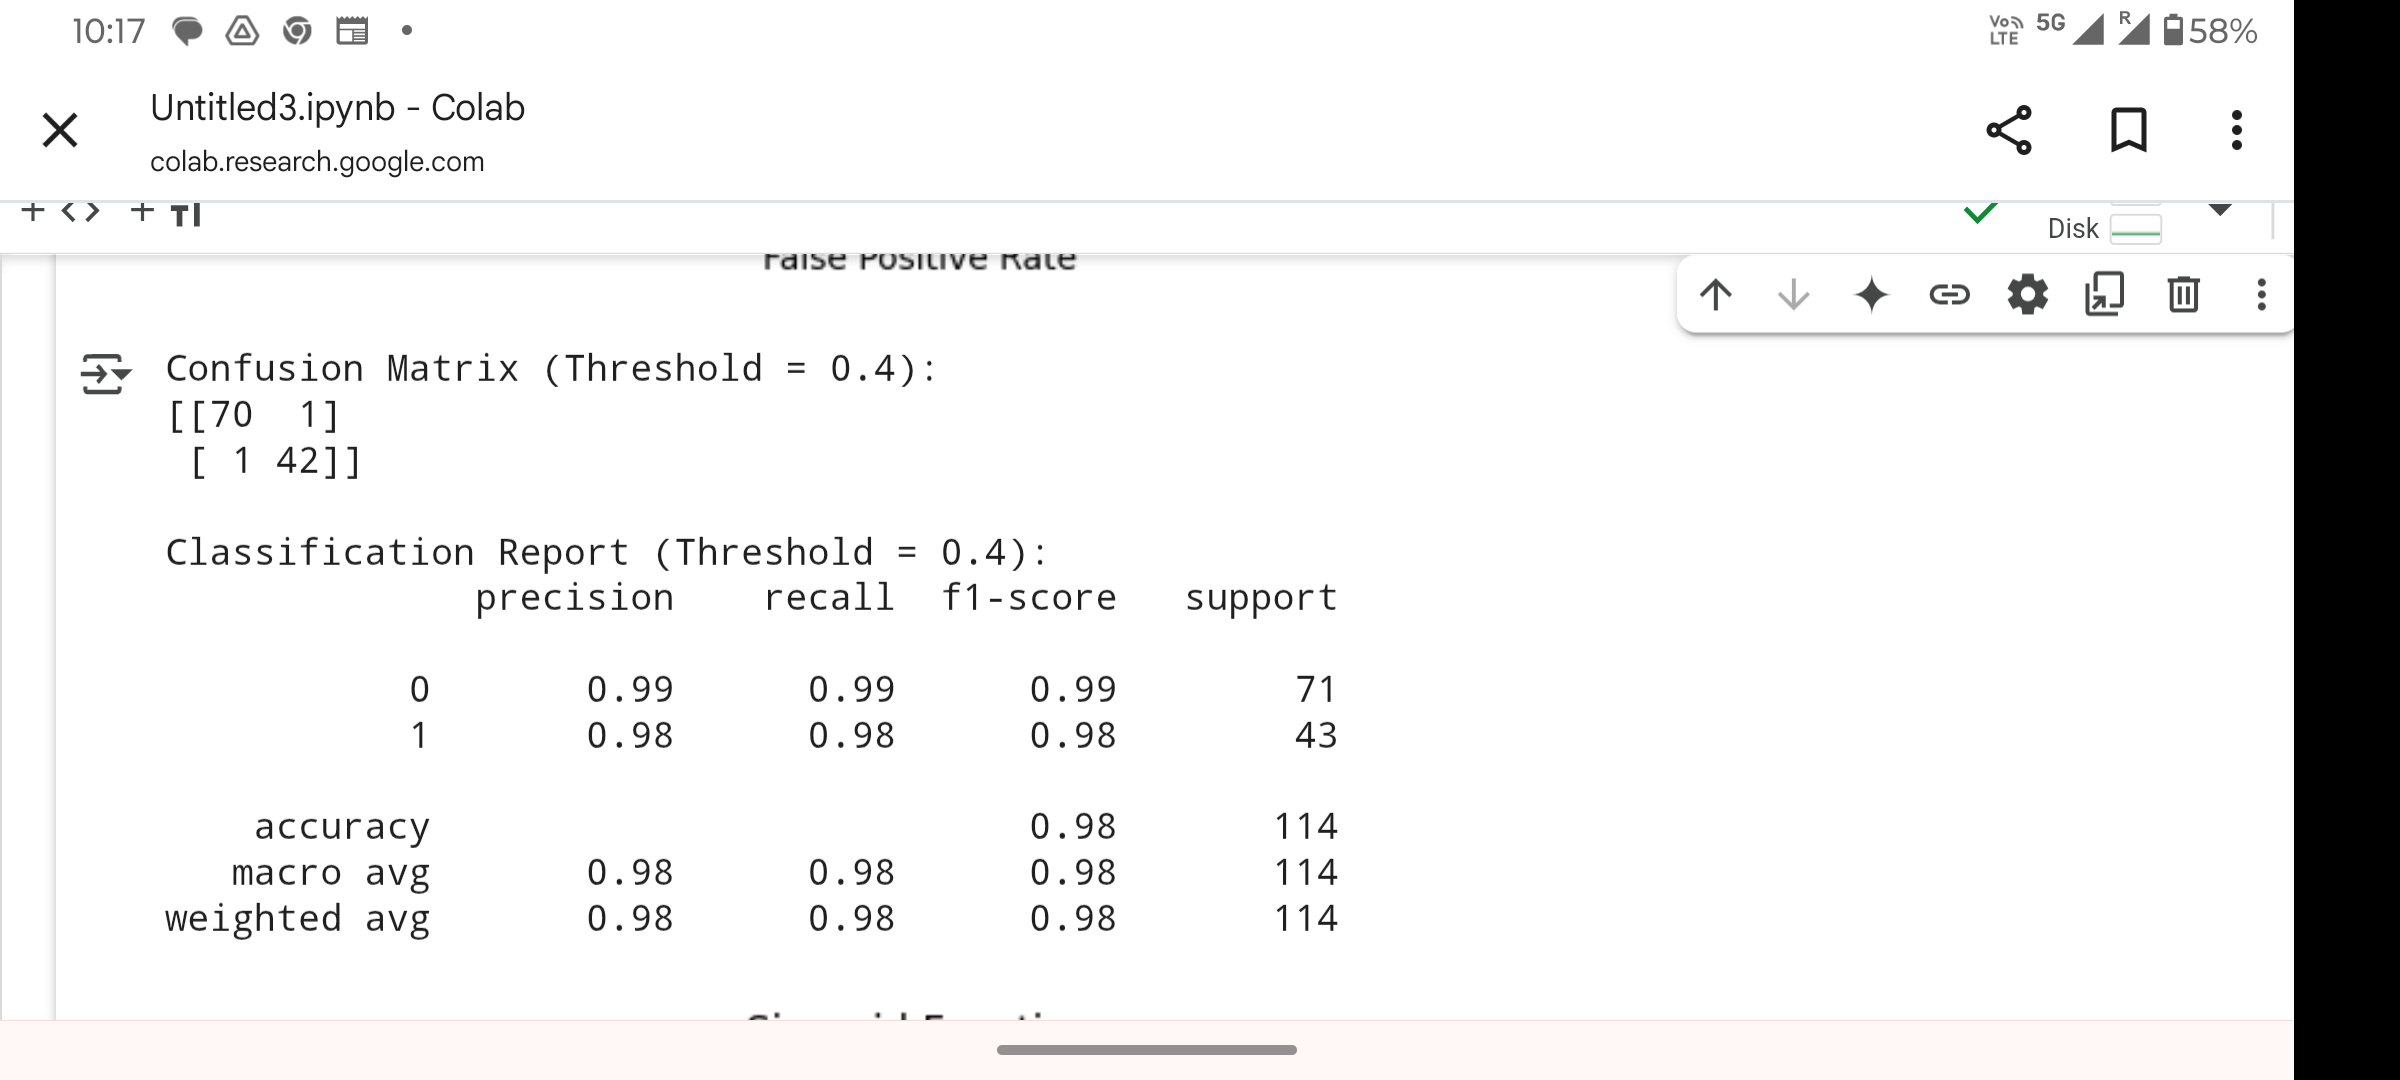 10:17
Vo LTE 5G R 58%
Untitled3.ipynb - Colab
colab.research.google.com
+ <> + TI
Disk
False Positive Rate
Confusion Matrix (Threshold = 0.4):
[[70  1]
 [ 1 42]]
Classification Report (Threshold = 0.4):
precision recall f1-score support
0 0.99 0.99 0.99 71
1 0.98 0.98 0.98 43
accuracy 0.98 114
macro avg 0.98 0.98 0.98 114
weighted avg 0.98 0.98 0.98 114